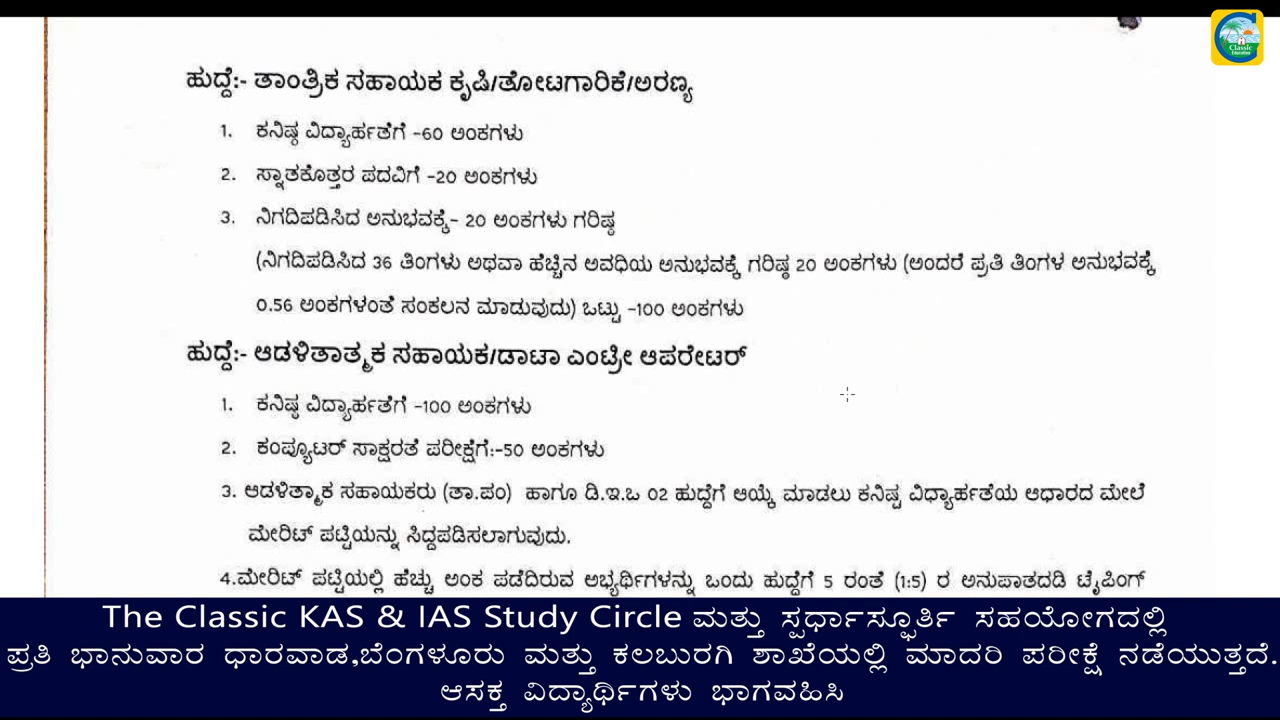 Classic
Education
ಹುದ್ದೆ:- ತಾಂತ್ರಿಕ ಸಹಾಯಕ ಕೃಷಿ/ತೋಟಗಾರಿಕೆ/ಅರಣ್ಯ
1. ಕನಿಷ್ಠ ವಿದ್ಯಾರ್ಹತೆಗೆ -60 ಅಂಕಗಳು
2. ಸ್ನಾತಕೊತ್ತರ ಪದವಿಗೆ -20 ಅಂಕಗಳು
3. ನಿಗದಿಪಡಿಸಿದ ಅನುಭವಕ್ಕೆ- 20 ಅಂಕಗಳು ಗರಿಷ್ಠ
(ನಿಗದಿಪಡಿಸಿದ 36 ತಿಂಗಳು ಅಥವಾ ಹೆಚ್ಚಿನ ಅವಧಿಯ ಅನುಭವಕ್ಕೆ ಗರಿಷ್ಠ 20 ಅಂಕಗಳು (ಅಂದರೆ ಪ್ರತಿ ತಿಂಗಳ ಅನುಭವಕ್ಕೆ
0.56 ಅಂಕಗಳಂತೆ ಸಂಕಲನ ಮಾಡುವುದು) ಒಟ್ಟು -100 ಅಂಕಗಳು
ಹುದ್ದೆ:- ಆಡಳಿತಾತ್ಮಕ ಸಹಾಯಕ/ಡಾಟಾ ಎಂಟ್ರೀ ಆಪರೇಟರ್
1. ಕನಿಷ್ಠ ವಿದ್ಯಾರ್ಹತೆಗೆ -100 ಅಂಕಗಳು
2. ಕಂಪ್ಯೂಟರ್ ಸಾಕ್ಷರತೆ ಪರೀಕ್ಷೆಗೆ:-50 ಅಂಕಗಳು
3. ಆಡಳಿತ್ಮಾಕ ಸಹಾಯಕರು (ತಾ.ಪಂ) ಹಾಗೂ ಡಿ.ಇ.ಒ 02 ಹುದ್ದೆಗೆ ಆಯ್ಕೆ ಮಾಡಲು ಕನಿಷ್ಟ ವಿಧ್ಯಾರ್ಹತೆಯ ಆಧಾರದ ಮೇಲೆ
ಮೇರಿಟ್ ಪಟ್ಟಿಯನ್ನು ಸಿದ್ದಪಡಿಸಲಾಗುವುದು.
4.ಮೇರಿಟ್ ಪಟ್ಟಿಯಲ್ಲಿ ಹೆಚ್ಚು ಅಂಕ ಪಡೆದಿರುವ ಅಭ್ಯರ್ಥಿಗಳನ್ನು ಒಂದು ಹುದ್ದೆಗೆ 5 ರಂತೆ (1:5) ರ ಅನುಪಾತದಡಿ ಟೈಪಿಂಗ್
The Classic KAS & IAS Study Circle ಮತ್ತು ಸ್ಪರ್ಧಾಸ್ಫೂರ್ತಿ ಸಹಯೋಗದಲ್ಲಿ
ಪ್ರತಿ ಭಾನುವಾರ ಧಾರವಾಡ,ಬೆಂಗಳೂರು ಮತ್ತು ಕಲಬುರಗಿ ಶಾಖೆಯಲ್ಲಿ ಮಾದರಿ ಪರೀಕ್ಷೆ ನಡೆಯುತ್ತದೆ.
ಆಸಕ್ತ ವಿದ್ಯಾರ್ಥಿಗಳು ಭಾಗವಹಿಸಿ